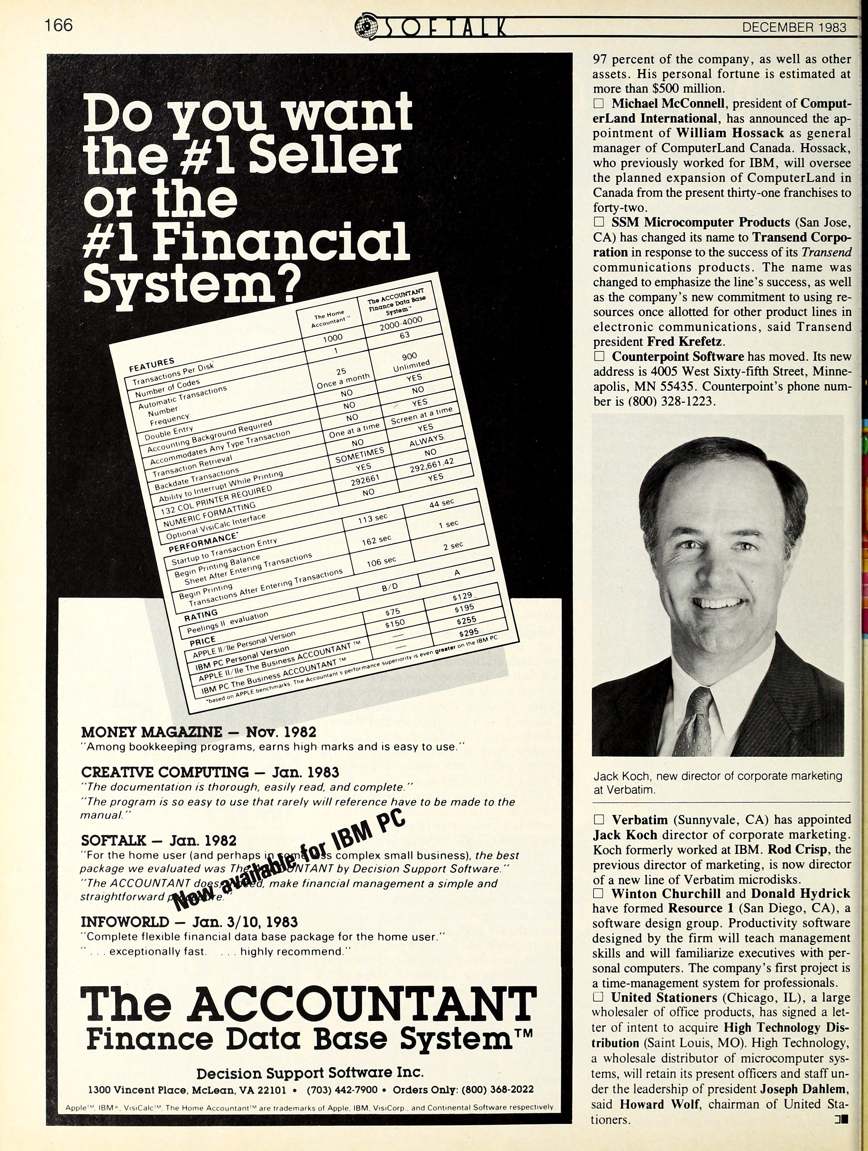 166
SOFTALK
DECEMBER 1983
Do you want
the #1 Seller
or the
#1 Financial
System?
The Home Accountant™
The ACCOUNTANT Finance Data Base System™
FEATURES
Transactions Per Disk 1000 2000-4000
Number of Codes 1 63
Automatic Transactions
Number 25 900
Frequency Once a month Unlimited
Double Entry NO YES
Accounting Background Required NO NO
Accommodates Any Type Transaction NO YES
Transaction Retrieval One at a time Screen at a time
Backdate Transactions NO YES
Ability to Interrupt While Printing SOMETIMES ALWAYS
132 COL PRINTER REQUIRED YES NO
NUMERIC FORMATTING 292661 292,661.42
Optional VisiCalc Interface NO YES
PERFORMANCE*
Startup to Transaction Entry 113 sec 44 sec
Begin Printing Balance
Sheet After Entering Transactions 162 sec 1 sec
Begin Printing
Transactions After Entering Transactions 106 sec 2 sec
RATING
Peelings II evaluation B/D A
PRICE
APPLE II/IIe Personal Version $75 $129
IBM PC Personal Version $150 $195
APPLE II/IIe The Business ACCOUNTANT™ — $255
IBM PC The Business ACCOUNTANT™ — $295
*based on APPLE benchmarks. The Accountant's performance superiority is even greater on the IBM PC
MONEY MAGAZINE — Nov. 1982
"Among bookkeeping programs, earns high marks and is easy to use."
CREATIVE COMPUTING — Jan. 1983
"The documentation is thorough, easily read, and complete."
"The program is so easy to use that rarely will reference have to be made to the
manual."
SOFTALK — Jan. 1982
"For the home user (and perhaps in some less complex small business), the best
package we evaluated was The ACCOUNTANT by Decision Support Software."
"The ACCOUNTANT does, make financial management a simple and
straightforward
Now available for IBM PC
INFOWORLD — Jan. 3/10, 1983
"Complete flexible financial data base package for the home user."
". . . exceptionally fast. . . . highly recommend."
The ACCOUNTANT
Finance Data Base System™
Decision Support Software Inc.
1300 Vincent Place, McLean, VA 22101 • (703) 442-7900 • Orders Only: (800) 368-2022
Apple™, IBM®, VisiCalc™, The Home Accountant™ are trademarks of Apple, IBM, VisiCorp., and Continental Software respectively
97 percent of the company, as well as other
assets. His personal fortune is estimated at
more than $500 million.
□ Michael McConnell, president of Comput-
erLand International, has announced the ap-
pointment of William Hossack as general
manager of ComputerLand Canada. Hossack,
who previously worked for IBM, will oversee
the planned expansion of ComputerLand in
Canada from the present thirty-one franchises to
forty-two.
□ SSM Microcomputer Products (San Jose,
CA) has changed its name to Transend Corpo-
ration in response to the success of its Transend
communications products. The name was
changed to emphasize the line's success, as well
as the company's new commitment to using re-
sources once allotted for other product lines in
electronic communications, said Transend
president Fred Krefetz.
□ Counterpoint Software has moved. Its new
address is 4005 West Sixty-fifth Street, Minne-
apolis, MN 55435. Counterpoint's phone num-
ber is (800) 328-1223.
Jack Koch, new director of corporate marketing
at Verbatim.
□ Verbatim (Sunnyvale, CA) has appointed
Jack Koch director of corporate marketing.
Koch formerly worked at IBM. Rod Crisp, the
previous director of marketing, is now director
of a new line of Verbatim microdisks.
□ Winton Churchill and Donald Hydrick
have formed Resource 1 (San Diego, CA), a
software design group. Productivity software
designed by the firm will teach management
skills and will familiarize executives with per-
sonal computers. The company's first project is
a time-management system for professionals.
□ United Stationers (Chicago, IL), a large
wholesaler of office products, has signed a let-
ter of intent to acquire High Technology Dis-
tribution (Saint Louis, MO). High Technology,
a wholesale distributor of microcomputer sys-
tems, will retain its present officers and staff un-
der the leadership of president Joseph Dahlem,
said Howard Wolf, chairman of United Sta-
tioners.